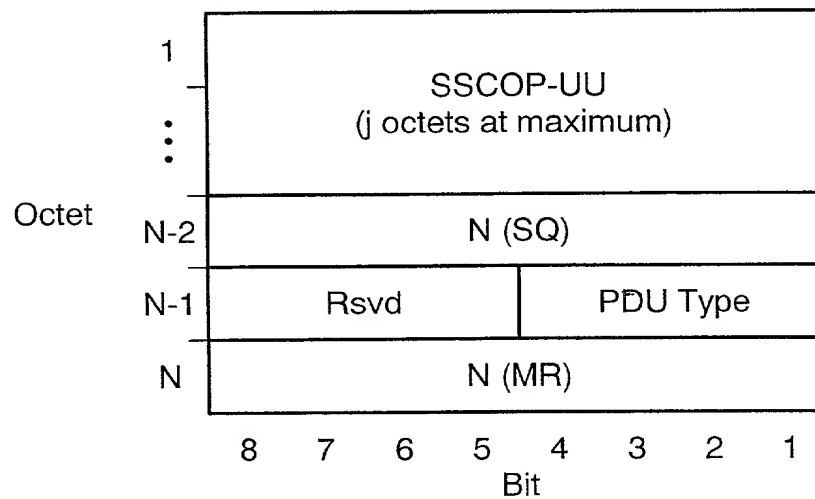 1
SSCOP-UU
(j octets at maximum)
Octet
N-2
N (SQ)
N-1
Rsvd
PDU Type
N
N (MR)
8 7 6 5 4 3 2 1
Bit